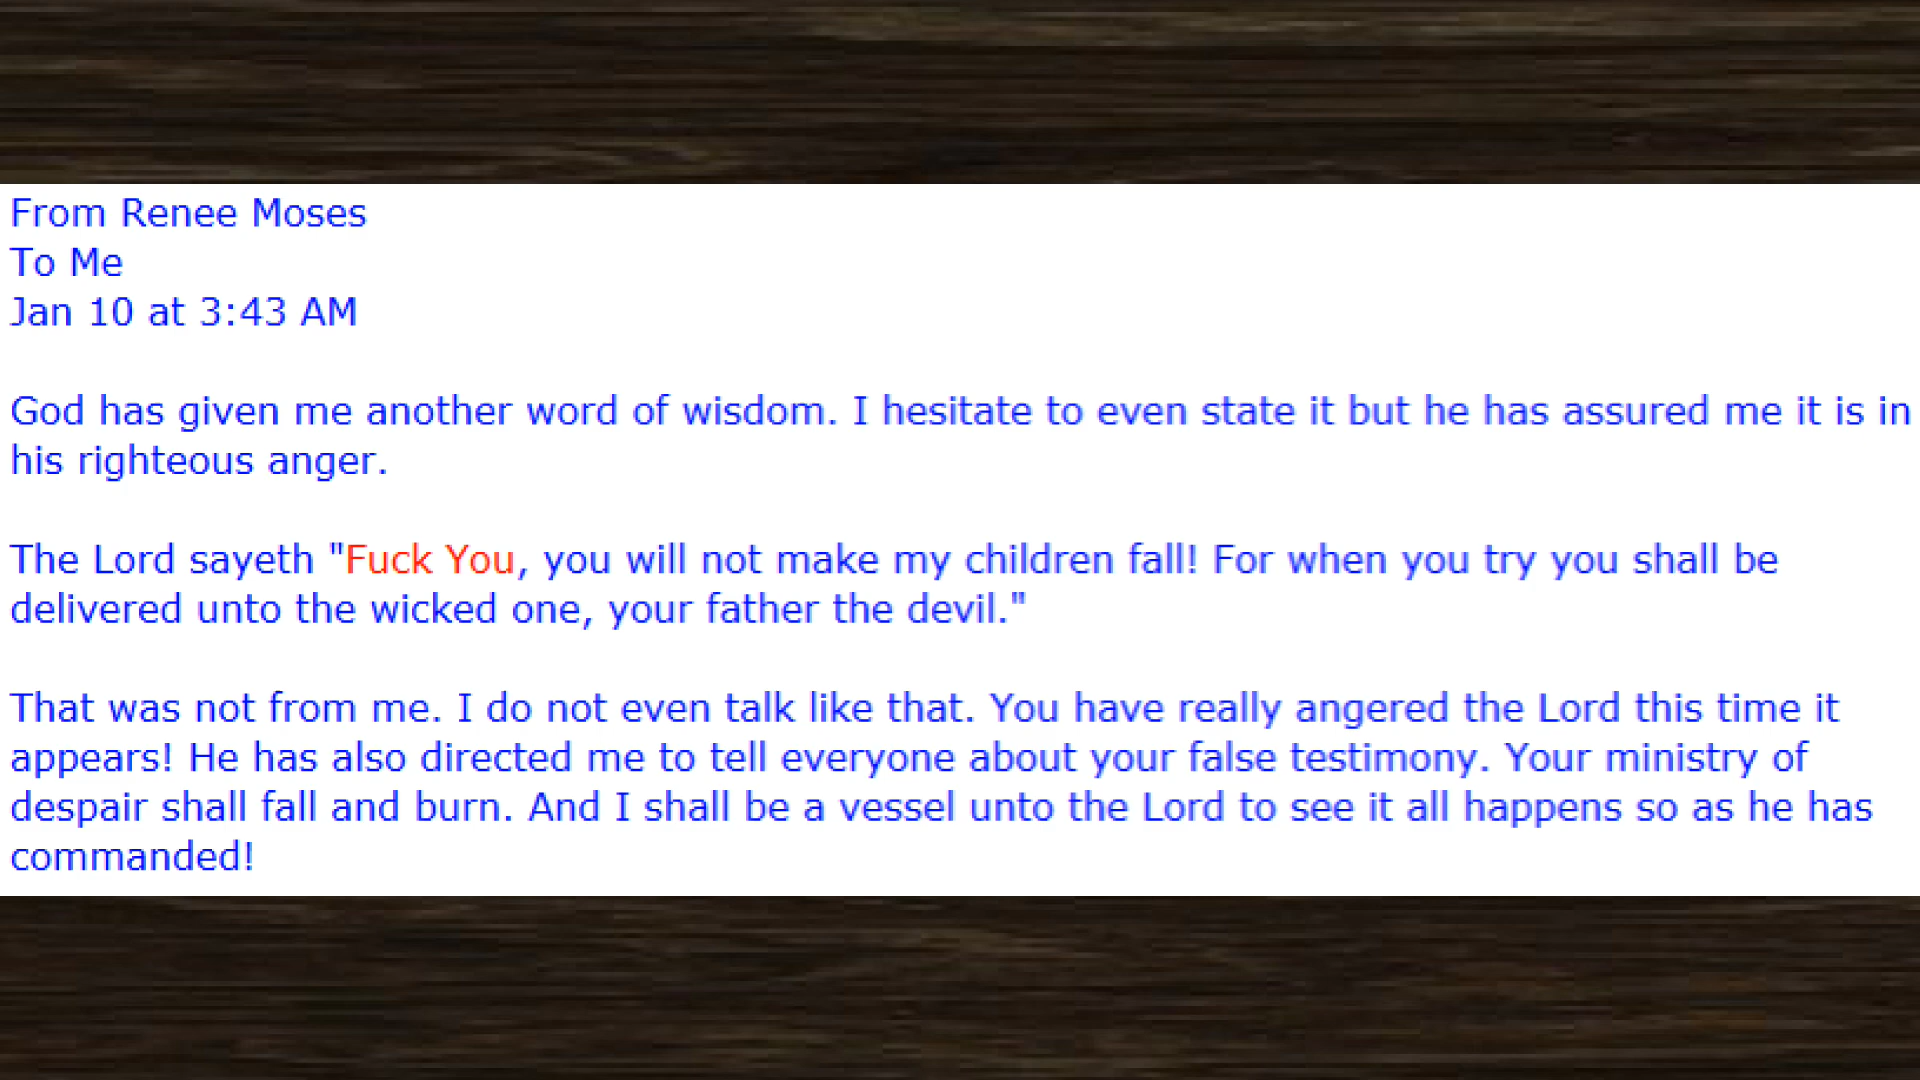 From Renee Moses
To Me
Jan 10 at 3:43 AM
God has given me another word of wisdom. I hesitate to even state it but he has assured me it is in
his righteous anger.
The Lord sayeth "Fuck You, you will not make my children fall! For when you try you shall be
delivered unto the wicked one, your father the devil."
That was not from me. I do not even talk like that. You have really angered the Lord this time it
appears! He has also directed me to tell everyone about your false testimony. Your ministry of
despair shall fall and burn. And I shall be a vessel unto the Lord to see it all happens so as he has
commanded!